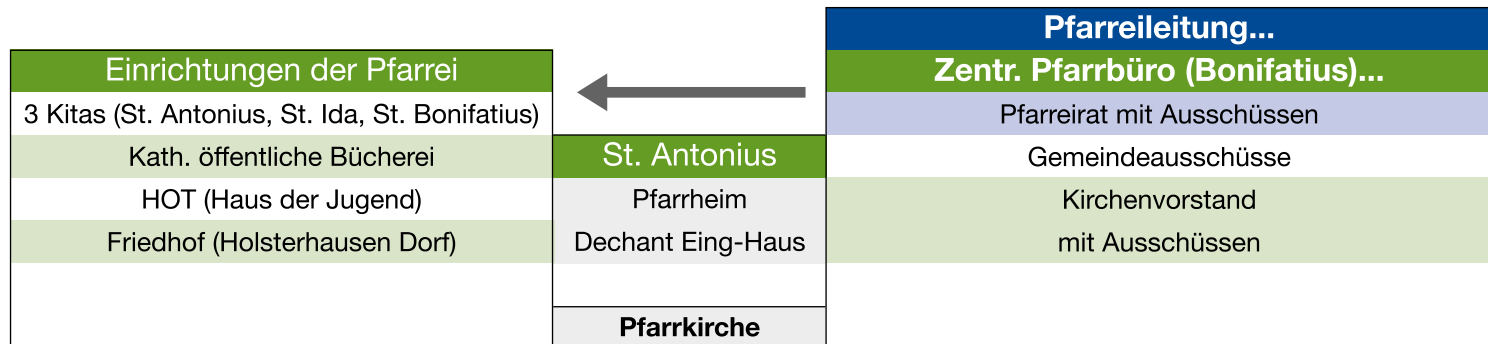 Pfarreileitung...
Zentr. Pfarrbüro (Bonifatius)...
Pfarreirat mit Ausschüssen
Gemeindeausschüsse
Kirchenvorstand
mit Ausschüssen
Einrichtungen der Pfarrei
3 Kitas (St. Antonius, St. Ida, St. Bonifatius)
Kath. öffentliche Bücherei
HOT (Haus der Jugend)
Friedhof (Holsterhausen Dorf)
St. Antonius
Pfarrheim
Dechant Eing-Haus
Pfarrkirche